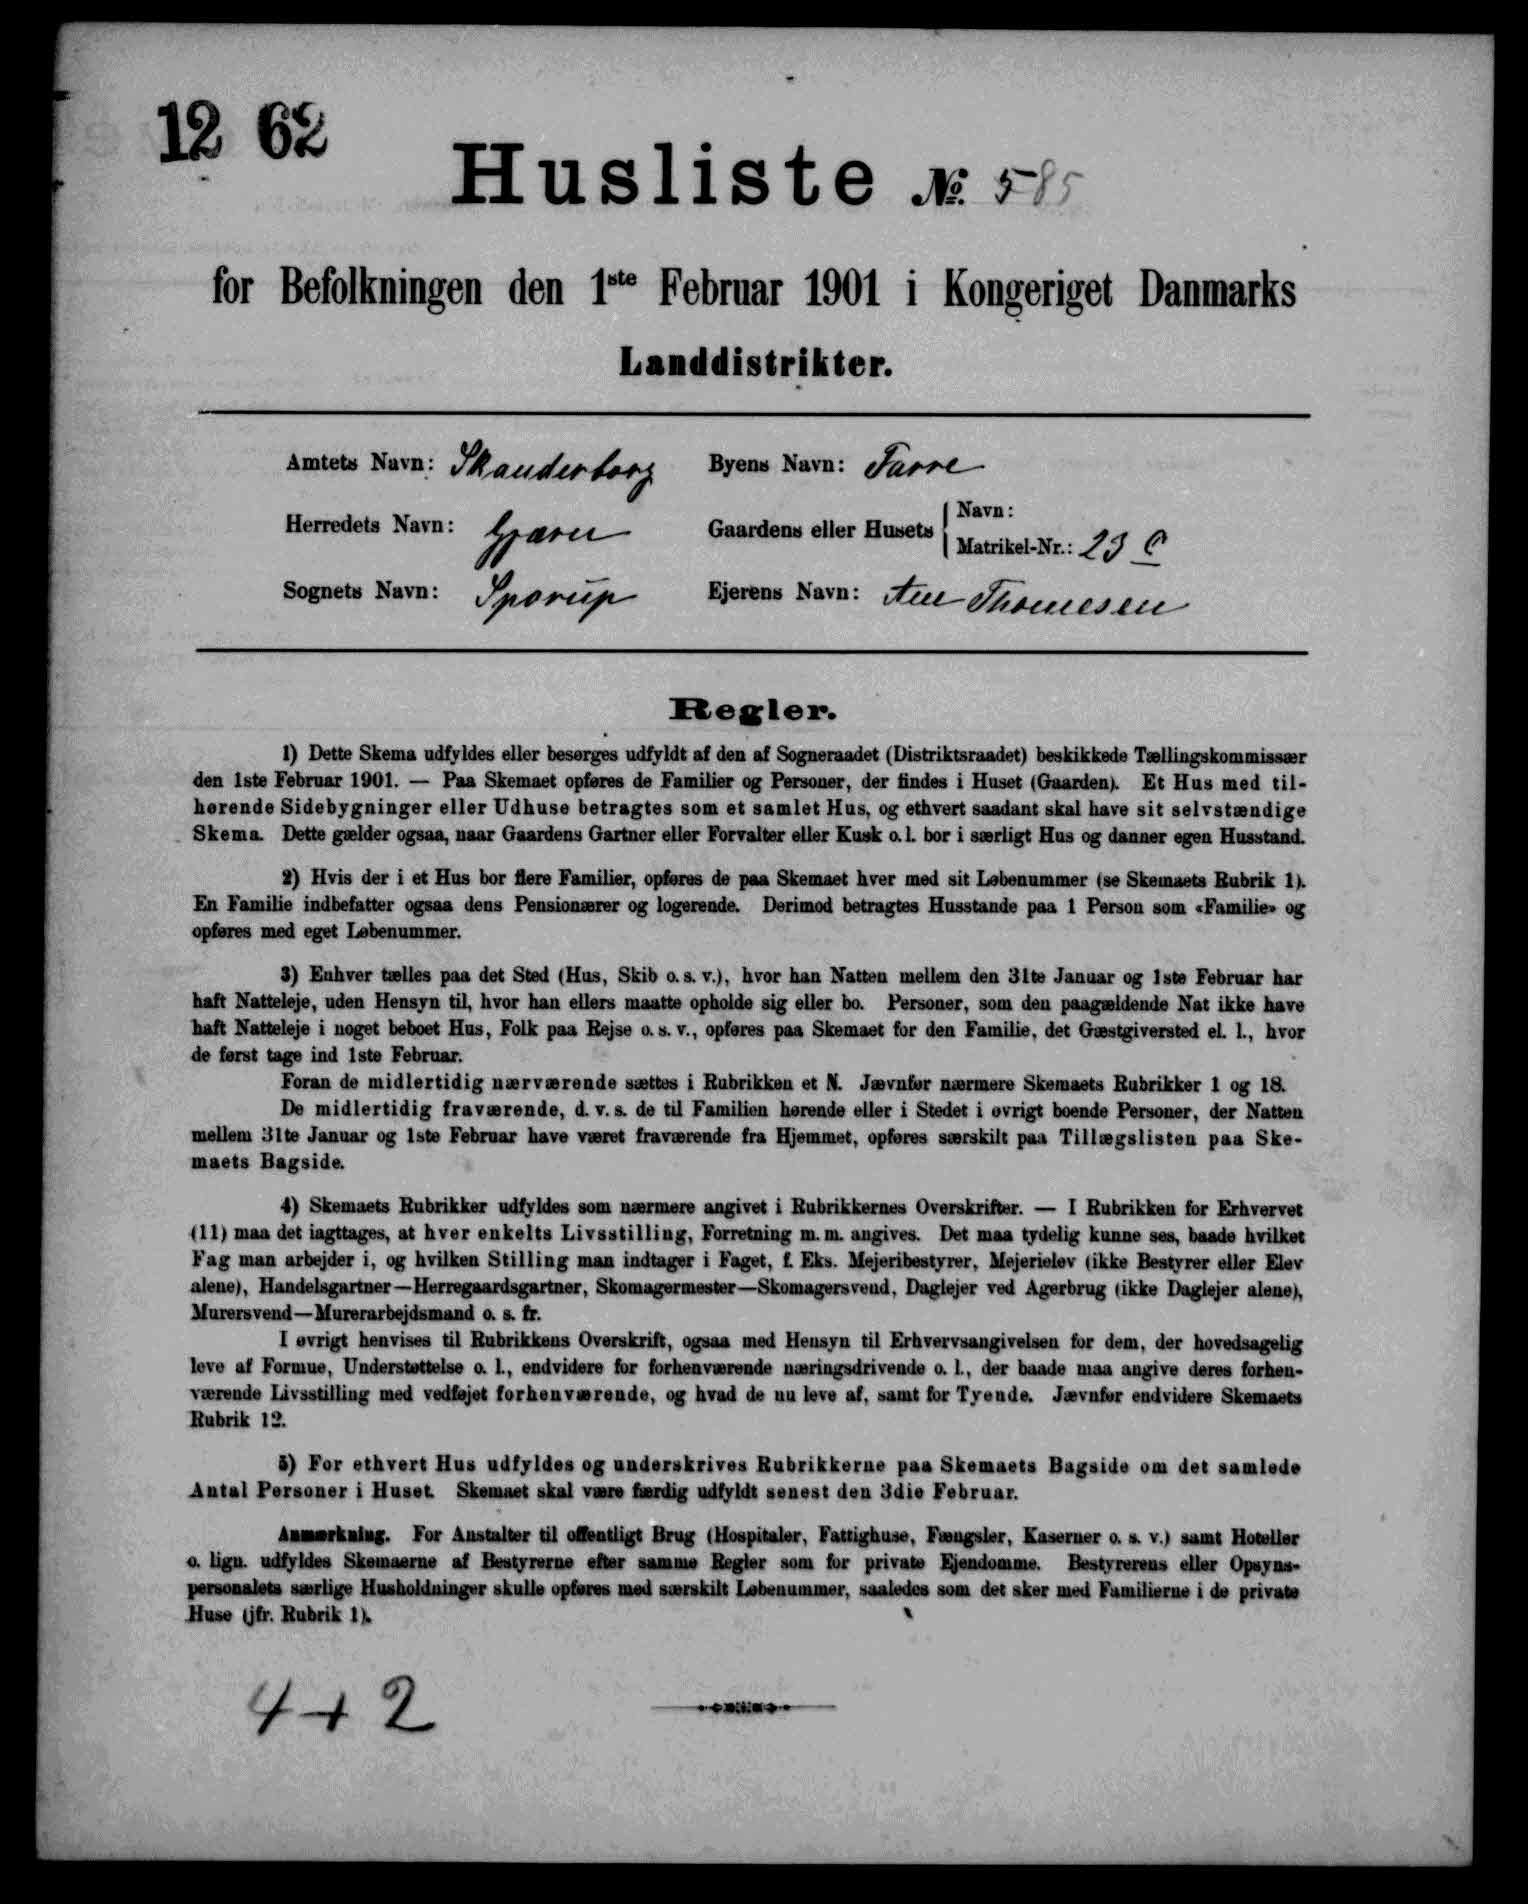 12 62
Husliste No. 585
for Befolkningen den 1ste Februar 1901 i Kongeriget Danmarks
Landdistrikter.
Amtets Navn: Skanderborg Byens Navn: Farre
Herredets Navn: Gjærn Gaardens eller Husets { Navn:
Matrikel-Nr.: 23 c
Sognets Navn: Sporup Ejerens Navn: Ane Thomesen
Regler.
1) Dette Skema udfyldes eller besørges udfyldt af den af Sogneraadet (Distriktsraadet) beskikkede Tællingskommissær
den 1ste Februar 1901. — Paa Skemaet opføres de Familier og Personer, der findes i Huset (Gaarden). Et Hus med til-
hørende Sidebygninger eller Udhuse betragtes som et samlet Hus, og ethvert saadant skal have sit selvstændige
Skema. Dette gælder ogsaa, naar Gaardens Gartner eller Forvalter eller Kusk o. l. bor i særligt Hus og danner egen Husstand.
2) Hvis der i et Hus bor flere Familier, opføres de paa Skemaet hver med sit Løbenummer (se Skemaets Rubrik 1).
En Familie indbefatter ogsaa dens Pensionærer og logerende. Derimod betragtes Husstande paa 1 Person som «Familie» og
opføres med eget Løbenummer.
3) Enhver tælles paa det Sted (Hus, Skib o. s. v.), hvor han Natten mellem den 31te Januar og 1ste Februar har
haft Natteleje, uden Hensyn til, hvor han ellers maatte opholde sig eller bo. Personer, som den paagældende Nat ikke have
haft Natteleje i noget beboet Hus, Folk paa Rejse o. s. v., opføres paa Skemaet for den Familie, det Gæstgiversted el. l., hvor
de først tage ind 1ste Februar.
Foran de midlertidig nærværende sættes i Rubrikken et N. Jævnfør nærmere Skemaets Rubrikker 1 og 18.
De midlertidig fraværende, d. v. s. de til Familien hørende eller i Stedet i øvrigt boende Personer, der Natten
mellem 31te Januar og 1ste Februar have været fraværende fra Hjemmet, opføres særskilt paa Tillægslisten paa Ske-
maets Bagside.
4) Skemaets Rubrikker udfyldes som nærmere angivet i Rubrikkernes Overskrifter. — I Rubrikken for Erhvervet
(11) maa det iagttages, at hver enkelts Livsstilling, Forretning m. m. angives. Det maa tydelig kunne ses, baade hvilket
Fag man arbejder i, og hvilken Stilling man indtager i Faget, f. Eks. Mejeribestyrer, Mejerielev (ikke Bestyrer eller Elev
alene), Handelsgartner—Herregaardsgartner, Skomagermester—Skomagersvend, Daglejer ved Agerbrug (ikke Daglejer alene),
Murersvend—Murerarbejdsmand o. s. fr.
I øvrigt henvises til Rubrikkens Overskrift, ogsaa med Hensyn til Erhvervsangivelsen for dem, der hovedsagelig
leve af Formue, Understøttelse o. l., endvidere for forhenværende næringsdrivende o. l., der baade maa angive deres forhen-
værende Livsstilling med vedføjet forhenværende, og hvad de nu leve af, samt for Tyende. Jævnfør endvidere Skemaets
Rubrik 12.
5) For ethvert Hus udfyldes og underskrives Rubrikkerne paa Skemaets Bagside om det samlede
Antal Personer i Huset. Skemaet skal være færdig udfyldt senest den 3die Februar.
Anmærkning. For Anstalter til offentligt Brug (Hospitaler, Fattighuse, Fængsler, Kaserner o. s. v.) samt Hoteller
o. lign. udfyldes Skemaerne af Bestyrerne efter samme Regler som for private Ejendomme. Bestyrerens eller Opsyns-
personalets særlige Husholdninger skulle opføres med særskilt Løbenummer, saaledes som det sker med Familierne i de private
Huse (jfr. Rubrik 1).
4+2